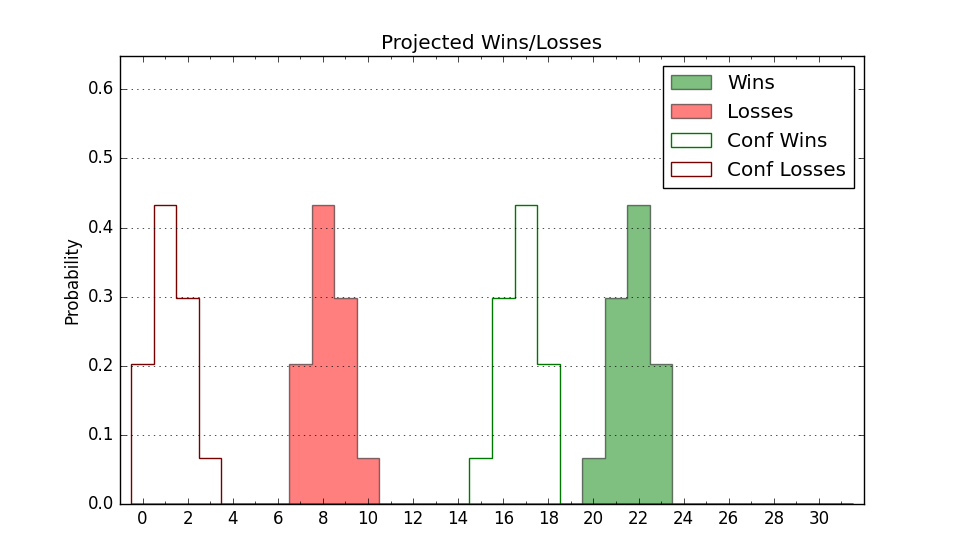 Projected Wins/Losses
Wins
Losses
Conf Wins
Conf Losses
Probability
0.6
0.5
0.4
0.3
0.2
0.1
0.0
0 2 4 6 8 10 12 14 16 18 20 22 24 26 28 30